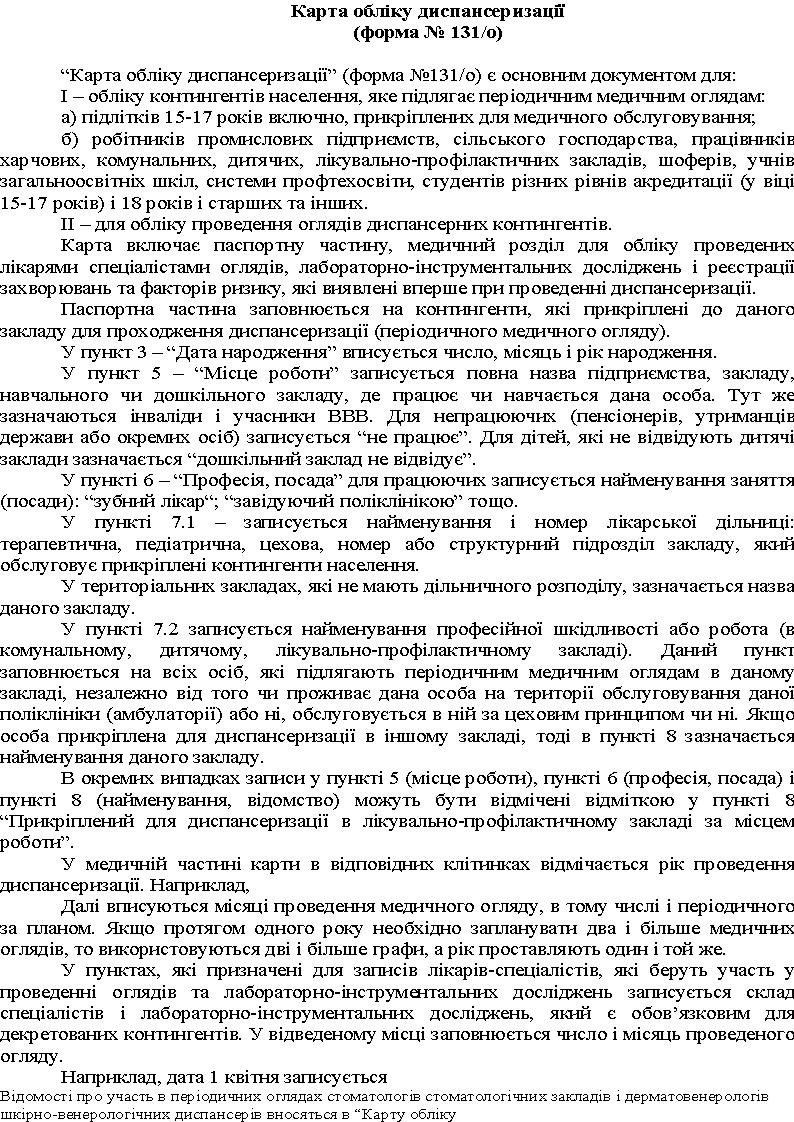 Карта обліку диспансеризації
(форма № 131/о)
“Карта обліку диспансеризації” (форма №131/о) є основним документом для:
І – обліку контингентів населення, яке підлягає періодичним медичним оглядам:
а) підлітків 15-17 років включно, прикріплених для медичного обслуговування;
б) робітників промислових підприємств, сільського господарства, працівників
харчових, комунальних, дитячих, лікувально-профілактичних закладів, шоферів, учнів
загальноосвітніх шкіл, системи профтехосвіти, студентів різних рівнів акредитації (у віці
15-17 років) і 18 років і старших та інших.
ІІ – для обліку проведення оглядів диспансерних контингентів.
Карта включає паспортну частину, медичний розділ для обліку проведених
лікарями спеціалістами оглядів, лабораторно-інструментальних досліджень і реєстрації
захворювань та факторів ризику, які виявлені вперше при проведенні диспансеризації.
Паспортна частина заповнюється на контингенти, які прикріплені до даного
закладу для проходження диспансеризації (періодичного медичного огляду).
У пункт 3 – “Дата народження” вписується число, місяць і рік народження.
У пункт 5 – “Місце роботи” записується повна назва підприємства, закладу,
навчального чи дошкільного закладу, де працює чи навчається дана особа. Тут же
зазначаються інваліди і учасники ВВВ. Для непрацюючих (пенсіонерів, утриманців
держави або окремих осіб) записується “не працює”. Для дітей, які не відвідують дитячі
заклади зазначається “дошкільний заклад не відвідує”.
У пункті 6 – “Професія, посада” для працюючих записується найменування заняття
(посади): “зубний лікар“; “завідуючий поліклінікою” тощо.
У пункті 7.1 – записується найменування і номер лікарської дільниці:
терапевтична, педіатрична, цехова, номер або структурний підрозділ закладу, який
обслуговує прикріплені контингенти населення.
У територіальних закладах, які не мають дільничного розподілу, зазначається назва
даного закладу.
У пункті 7.2 записується найменування професійної шкідливості або робота (в
комунальному, дитячому, лікувально-профілактичному закладі). Даний пункт
заповнюється на всіх осіб, які підлягають періодичним медичним оглядам в даному
закладі, незалежно від того чи проживає дана особа на території обслуговування даної
поліклініки (амбулаторії) або ні, обслуговується в ній за цеховим принципом чи ні. Якщо
особа прикріплена для диспансеризації в іншому закладі, тоді в пункті 8 зазначається
найменування даного закладу.
В окремих випадках записи у пункті 5 (місце роботи), пункті 6 (професія, посада) і
пункті 8 (найменування, відомство) можуть бути відмічені відміткою у пункті 8
“Прикріплений для диспансеризації в лікувально-профілактичному закладі за місцем
роботи”.
У медичній частині карти в відповідних клітинках відмічається рік проведення
диспансеризації. Наприклад,
Далі вписуються місяці проведення медичного огляду, в тому числі і періодичного
за планом. Якщо протягом одного року необхідно запланувати два і більше медичних
оглядів, то використовуються дві і більше графи, а рік проставляють один і той же.
У пунктах, які призначені для записів лікарів-спеціалістів, які беруть участь у
проведенні оглядів та лабораторно-інструментальних досліджень записується склад
спеціалістів і лабораторно-інструментальних досліджень, який є обов’язковим для
декретованих контингентів. У відведеному місці заповнюється число і місяць проведеного
огляду.
Наприклад, дата 1 квітня записується
Відомості про участь в періодичних оглядах стоматологів стоматологічних закладів і дерматовенерологів
шкірно-венерологічних диспансерів вносяться в “Карту обліку